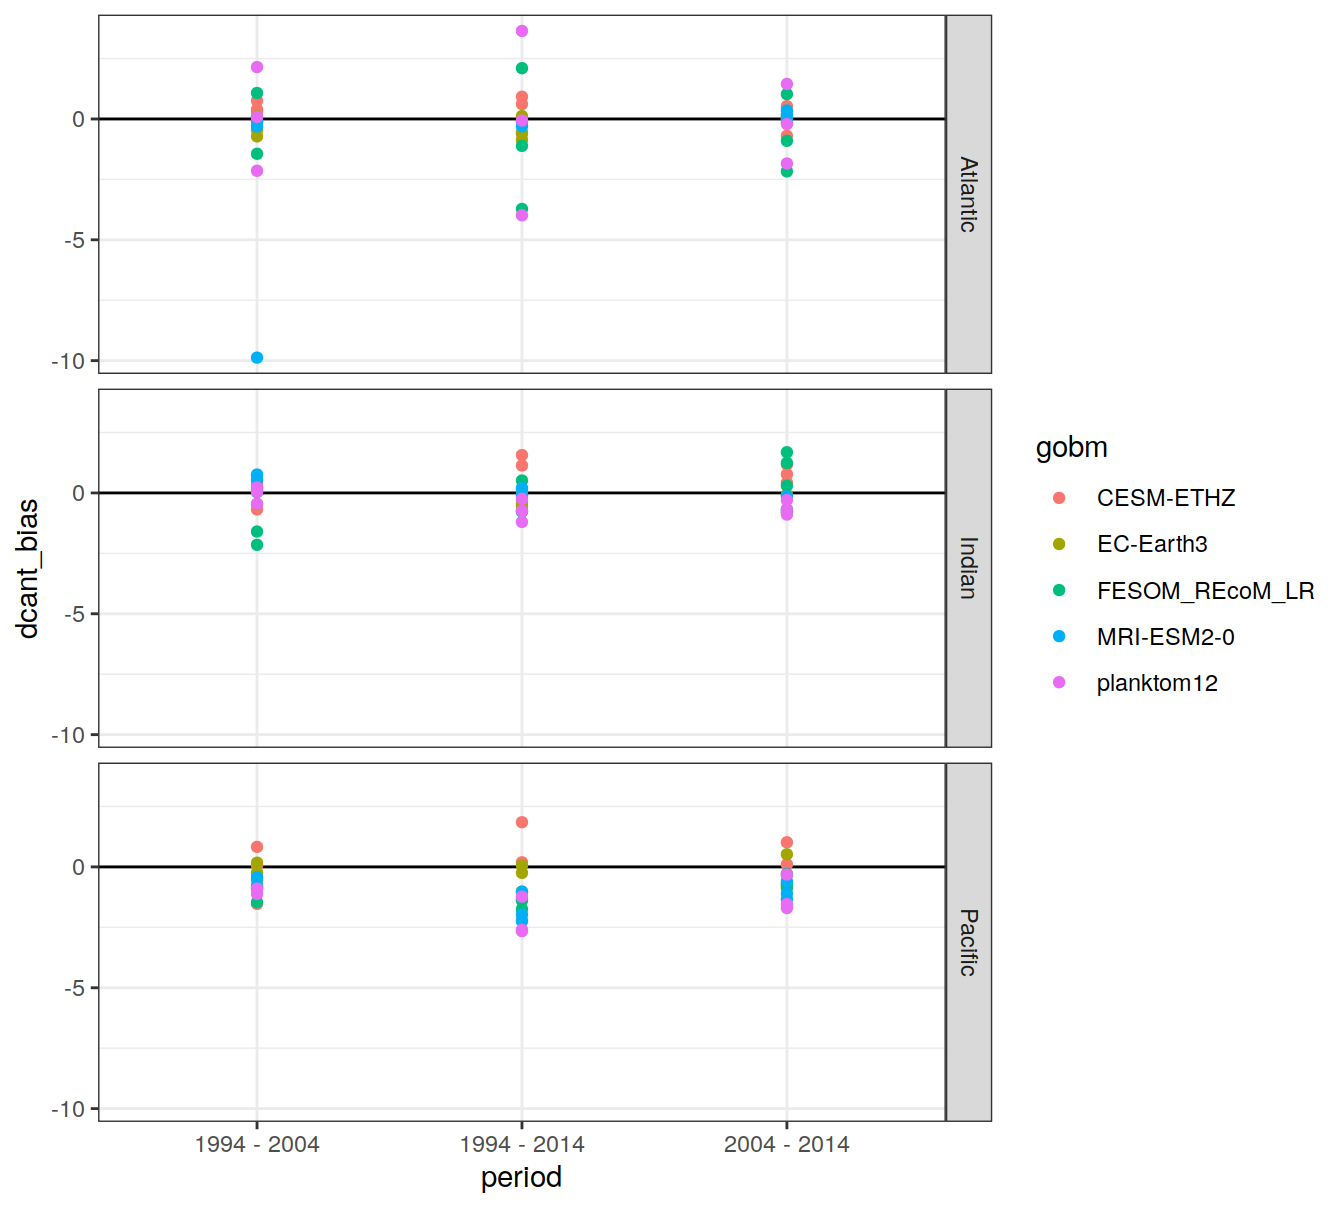 dcant_bias
0
-5
-10
Atlantic
0
-5
-10
Indian
0
-5
-10
Pacific
1994 - 2004
1994 - 2014
2004 - 2014
period
gobm
CESM-ETHZ
EC-Earth3
FESOM_REcoM_LR
MRI-ESM2-0
planktom12